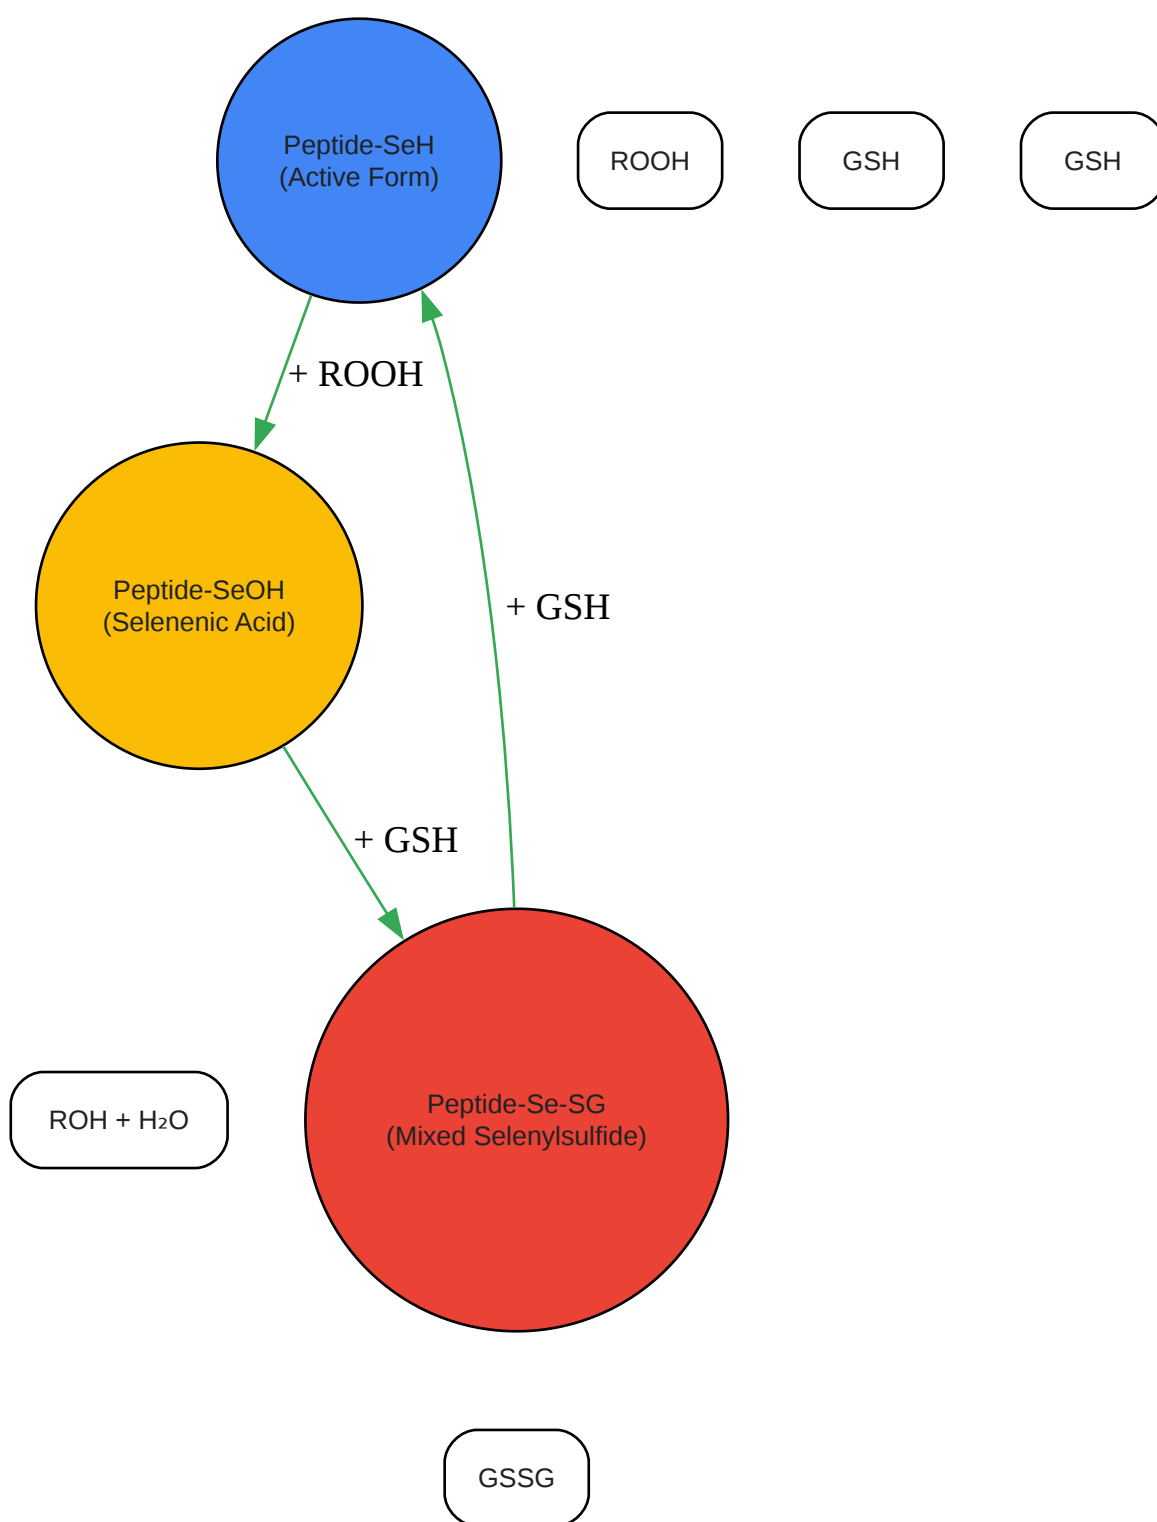 Peptide-SeH
(Active Form)
ROOH
GSH
GSH
+ ROOH
Peptide-SeOH
(Selenenic Acid)
+ GSH
+ GSH
Peptide-Se-SG
(Mixed Selenylsulfide)
ROH + H₂O
GSSG